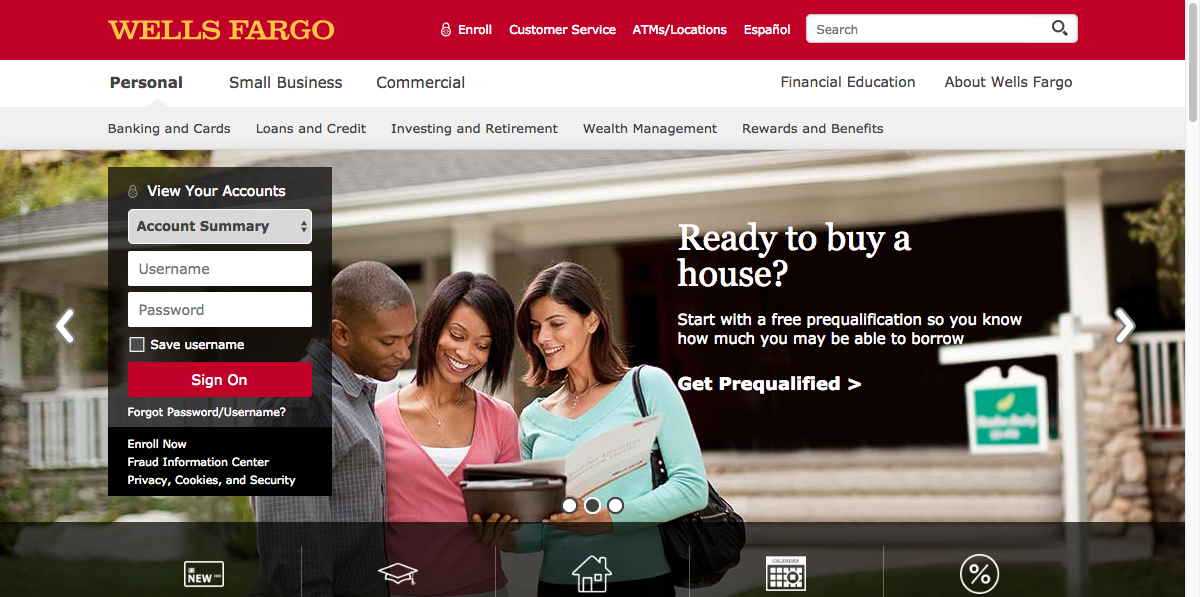 WELLS FARGO
Enroll
Customer Service
ATMs/Locations
Español
Search
Personal
Small Business
Commercial
Financial Education
About Wells Fargo
Banking and Cards
Loans and Credit
Investing and Retirement
Wealth Management
Rewards and Benefits
View Your Accounts
Account Summary
Username
Password
Save username
Sign On
Forgot Password/Username?
Enroll Now
Fraud Information Center
Privacy, Cookies, and Security
Ready to buy a
house?
Start with a free prequalification so you know
how much you may be able to borrow
Get Prequalified >
NEW
CALENDAR
%